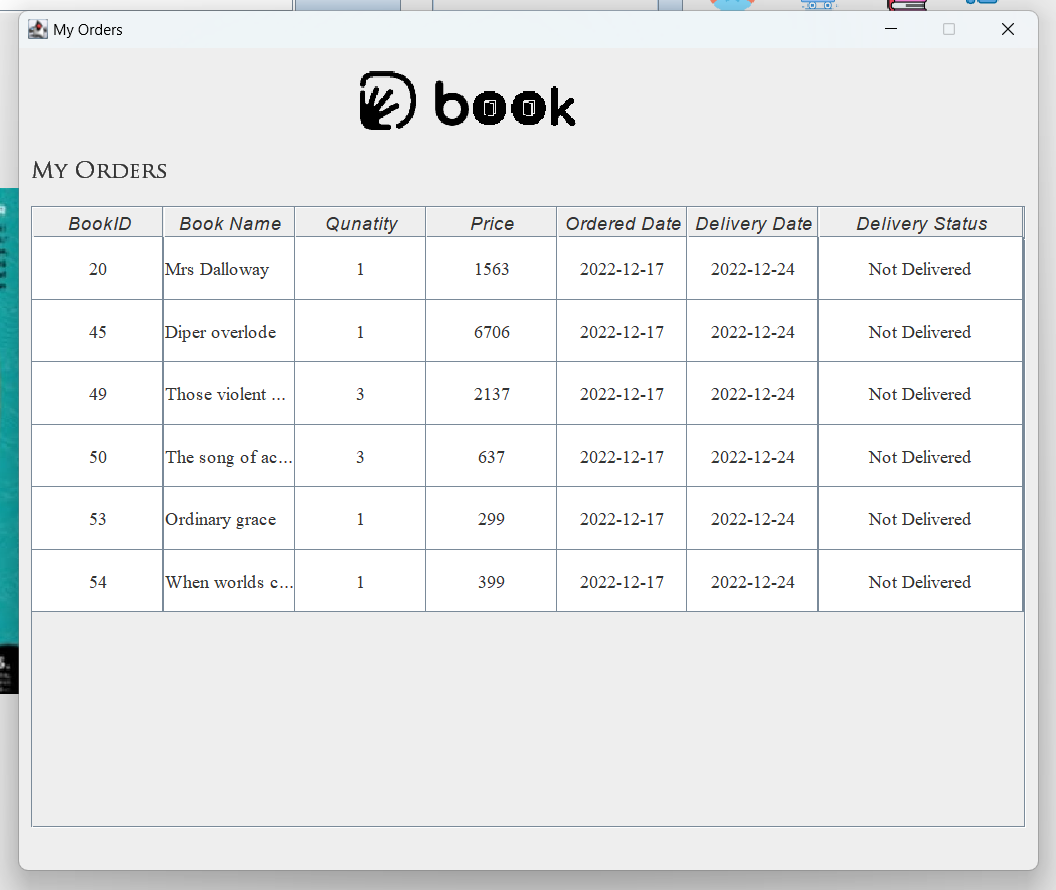 My Orders
book
My Orders
BookID Book Name Qunatity Price Ordered Date Delivery Date Delivery Status
20 Mrs Dalloway 1 1563 2022-12-17 2022-12-24 Not Delivered
45 Diper overlode 1 6706 2022-12-17 2022-12-24 Not Delivered
49 Those violent ... 3 2137 2022-12-17 2022-12-24 Not Delivered
50 The song of ac... 3 637 2022-12-17 2022-12-24 Not Delivered
53 Ordinary grace 1 299 2022-12-17 2022-12-24 Not Delivered
54 When worlds c... 1 399 2022-12-17 2022-12-24 Not Delivered